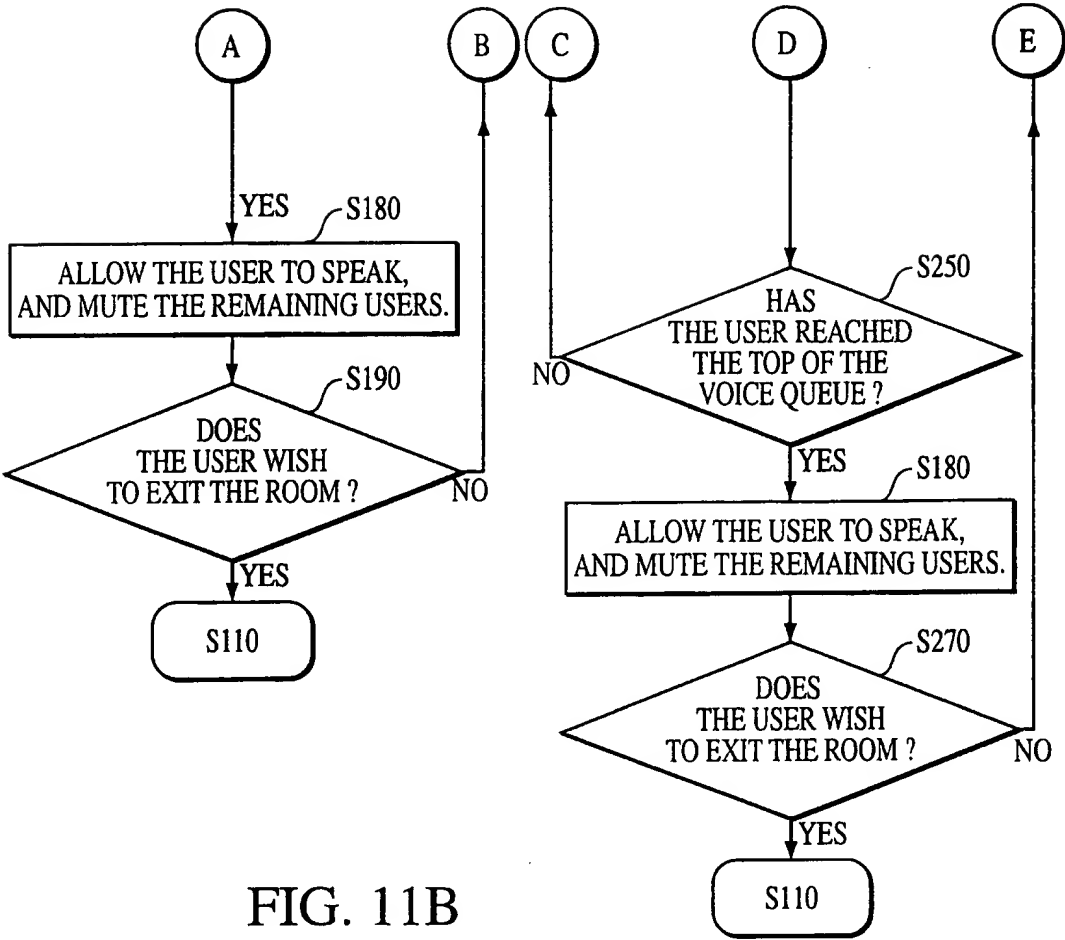 A
B
C
D
E
YES
S180
ALLOW THE USER TO SPEAK,
AND MUTE THE REMAINING USERS.
S190
DOES
THE USER WISH
TO EXIT THE ROOM ?
NO
YES
S110
S250
HAS
THE USER REACHED
THE TOP OF THE
VOICE QUEUE ?
NO
YES
S180
ALLOW THE USER TO SPEAK,
AND MUTE THE REMAINING USERS.
S270
DOES
THE USER WISH
TO EXIT THE ROOM ?
NO
YES
S110
FIG. 11B